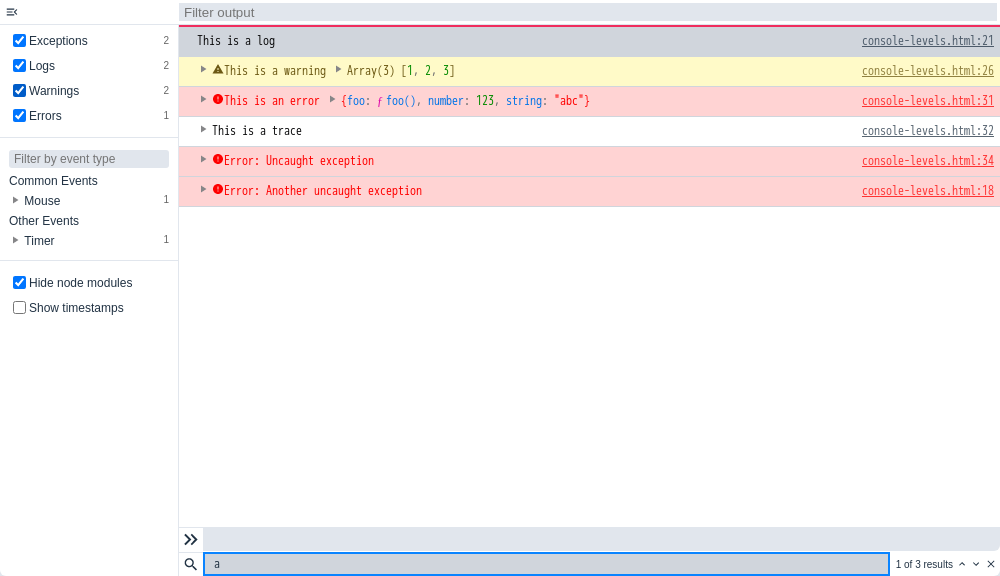 Filter output
Exceptions 2
Logs 2
Warnings 2
Errors 1
Filter by event type
Common Events
Mouse 1
Other Events
Timer 1
Hide node modules
Show timestamps
This is a log console-levels.html:21
This is a warning Array(3) [1, 2, 3] console-levels.html:26
This is an error {foo: ƒ foo(), number: 123, string: "abc"} console-levels.html:31
This is a trace console-levels.html:32
Error: Uncaught exception console-levels.html:34
Error: Another uncaught exception console-levels.html:18
a 1 of 3 results